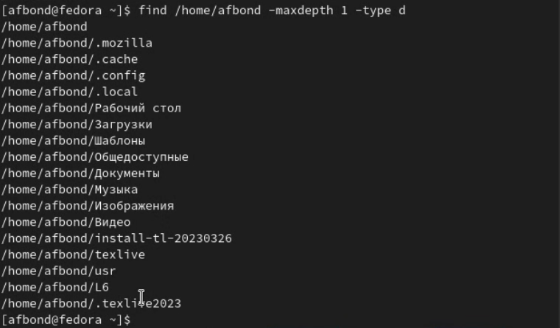 [afbond@fedora ~]$ find /home/afbond -maxdepth 1 -type d
/home/afbond
/home/afbond/.mozilla
/home/afbond/.cache
/home/afbond/.config
/home/afbond/.local
/home/afbond/Рабочий стол
/home/afbond/Загрузки
/home/afbond/Шаблоны
/home/afbond/Общедоступные
/home/afbond/Документы
/home/afbond/Музыка
/home/afbond/Изображения
/home/afbond/Видео
/home/afbond/install-tl-20230326
/home/afbond/texlive
/home/afbond/usr
/home/afbond/L6
/home/afbond/.texlive2023
[afbond@fedora ~]$